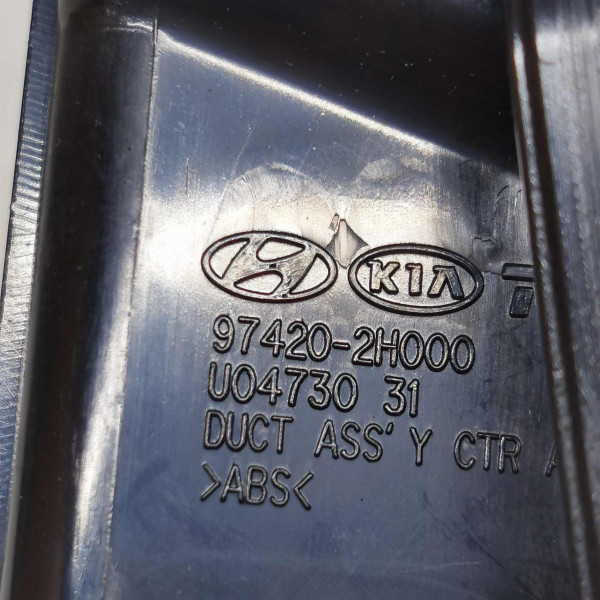 KIA
97420-2H000
U04730 31
DUCT ASS'Y CTR A
>ABS<